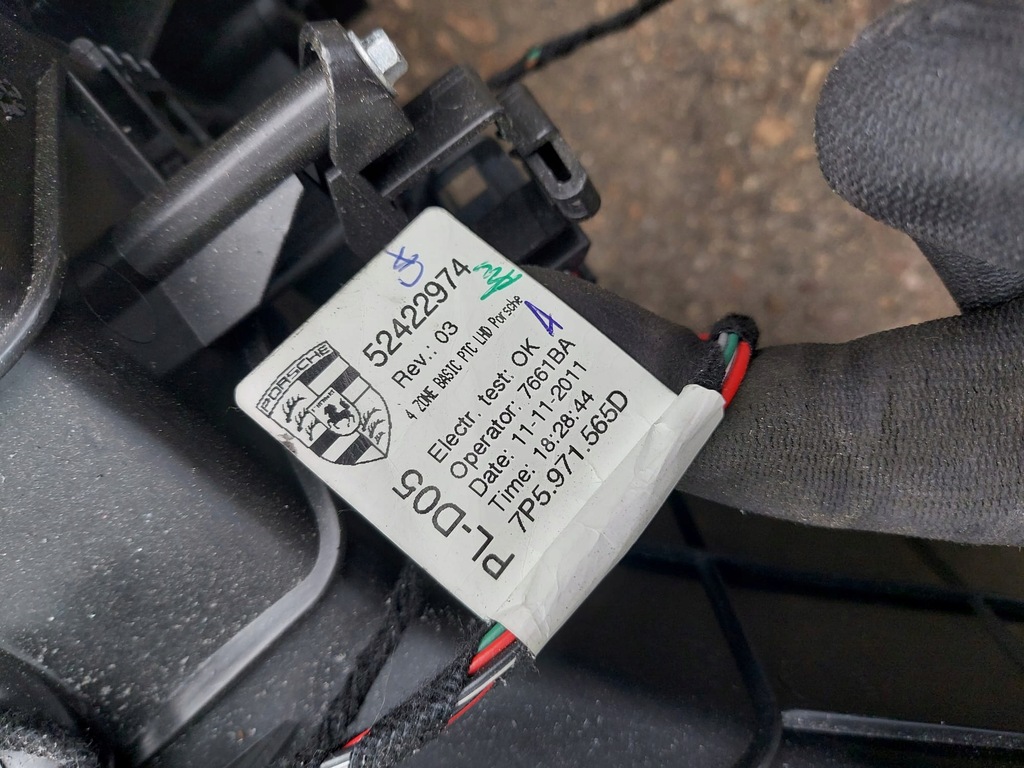 PORSCHE
52422974
Rev.: 03
4 ZONE BASIC PTC LHD Porsche
Electr. test: OK
Operator: 7661BA
Date: 11-11-2011
Time: 18:28:44
7P5.971.565D
PL-D05